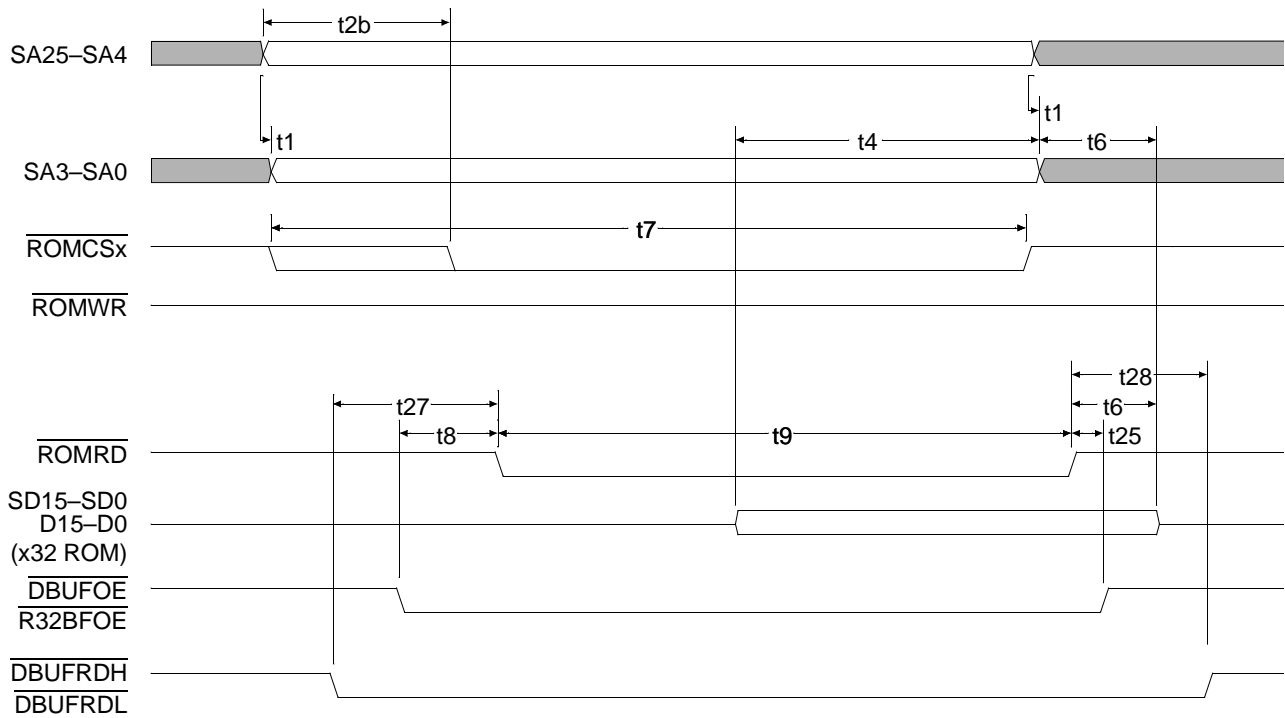 t2b
SA25–SA4
t1
t1
t4
t6
SA3–SA0
t7
ROMCSx
ROMWR
t28
t27
t6
t8
t9
t25
ROMRD
SD15–SD0
D15–D0
(x32 ROM)
DBUFOE
R32BFOE
DBUFRDH
DBUFRDL